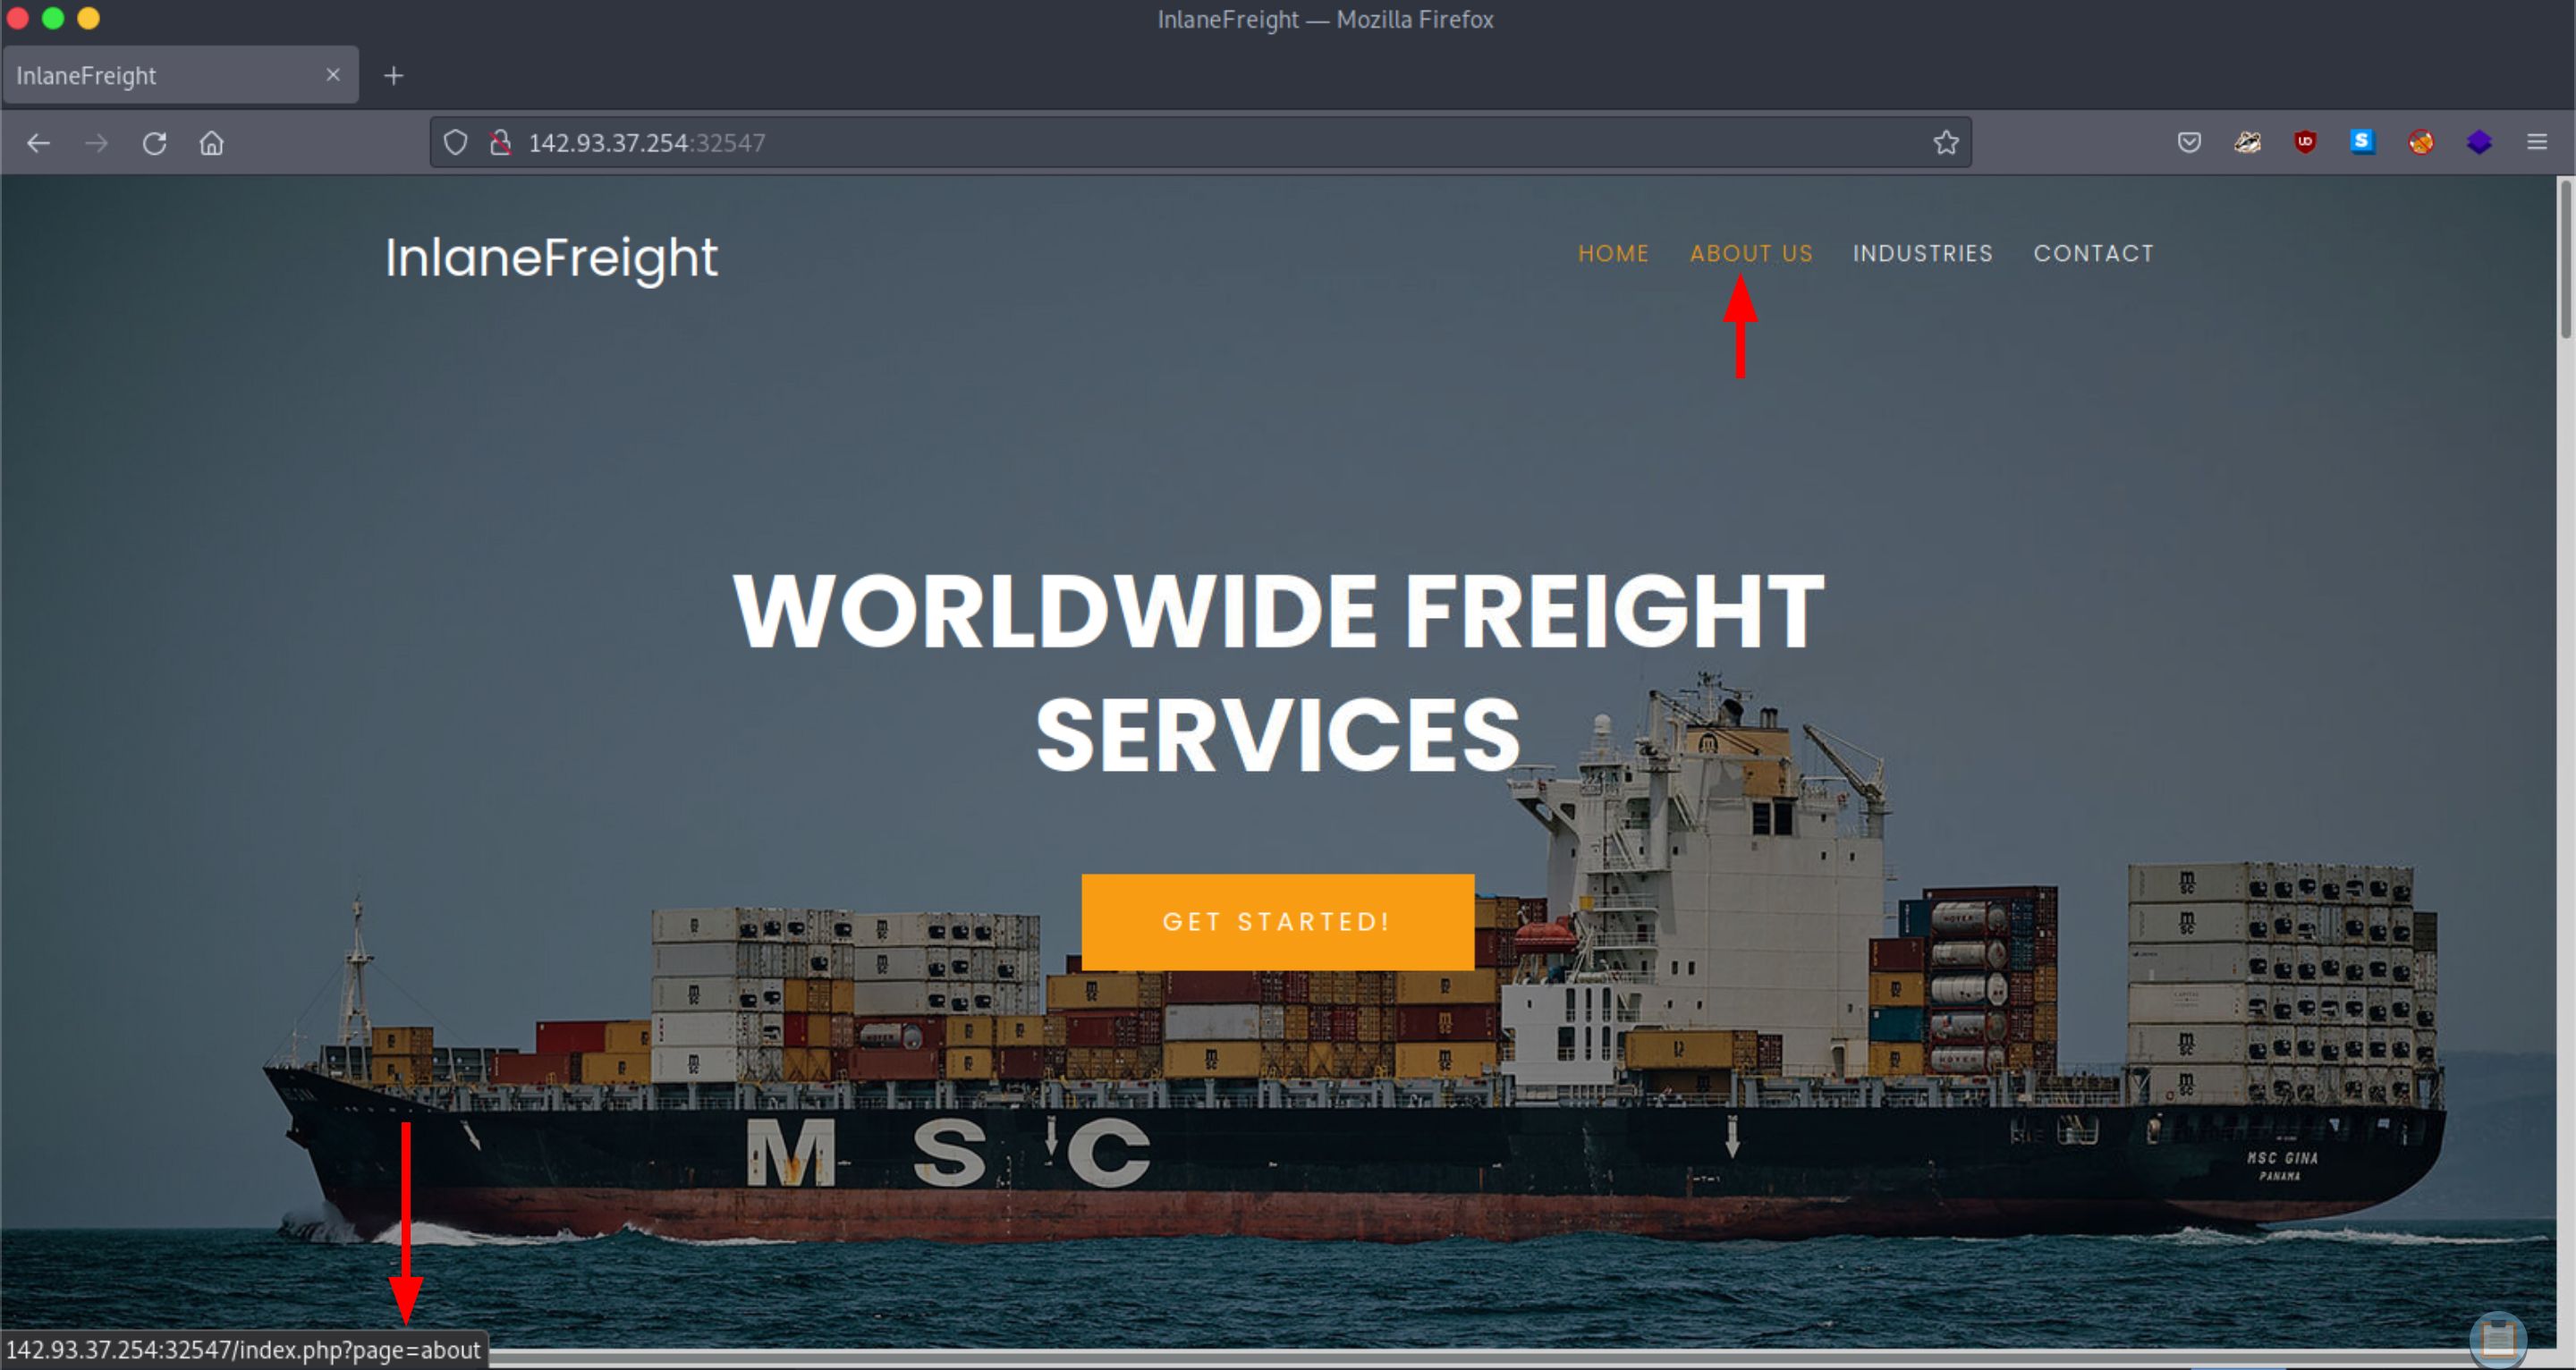 InlaneFreight — Mozilla Firefox
InlaneFreight
142.93.37.254:32547
InlaneFreight
HOME ABOUT US INDUSTRIES CONTACT
WORLDWIDE FREIGHT
SERVICES
GET STARTED!
M S C
MSC GINA
PANAMA
142.93.37.254:32547/index.php?page=about